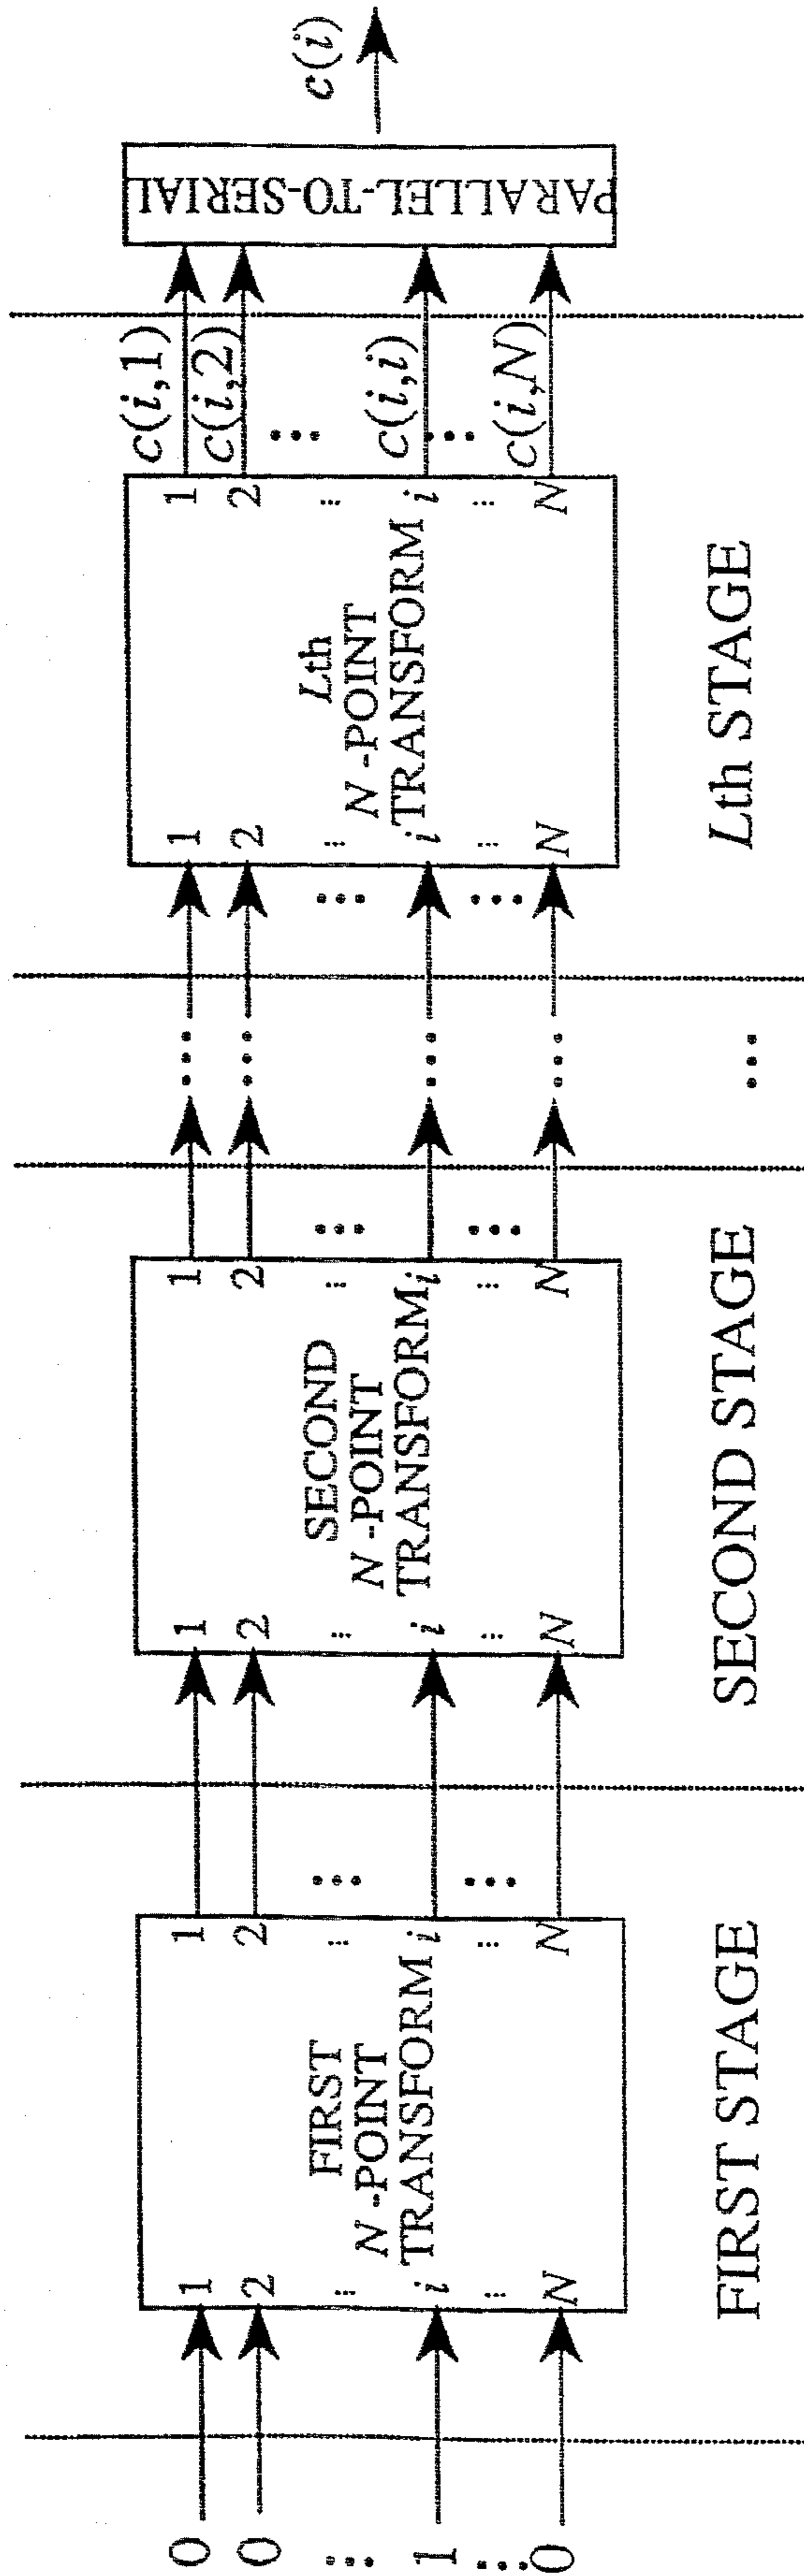 0
0
⋮
1
⋮
0
1
2
⋮
i
⋮
N
FIRST
N-POINT
TRANSFORM
1
2
⋮
i
⋮
N
FIRST STAGE
1
2
⋮
i
⋮
N
SECOND
N-POINT
TRANSFORM
1
2
⋮
i
⋮
N
SECOND STAGE
...
1
2
⋮
i
⋮
N
Lth
N-POINT
TRANSFORM
1
2
⋮
i
⋮
N
Lth STAGE
c(i,1)
c(i,2)
⋮
c(i,i)
⋮
c(i,N)
PARALLEL-TO-SERIAL
c(i)